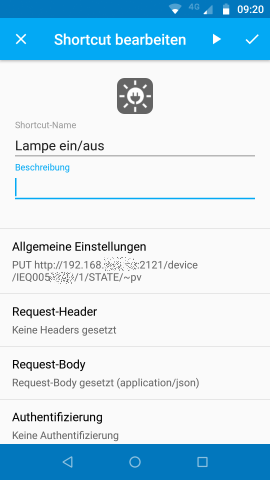 4G 09:20
Shortcut bearbeiten
Shortcut-Name
Lampe ein/aus
Beschreibung
Allgemeine Einstellungen
PUT http://192.168. :2121/device
/IEQ005 /1/STATE/~pv
Request-Header
Keine Headers gesetzt
Request-Body
Request-Body gesetzt (application/json)
Authentifizierung
Keine Authentifizierung